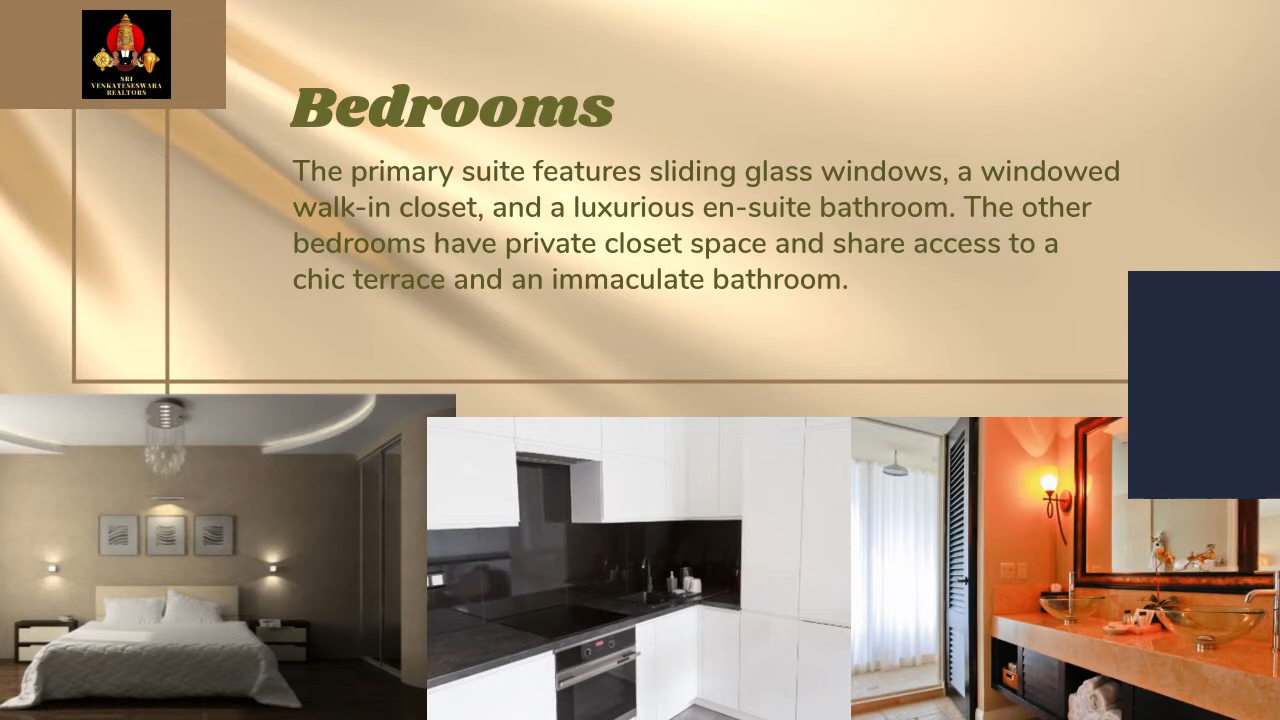 SRI
VENKATESESWARA
REALTORS
Bedrooms
The primary suite features sliding glass windows, a windowed
walk-in closet, and a luxurious en-suite bathroom. The other
bedrooms have private closet space and share access to a
chic terrace and an immaculate bathroom.